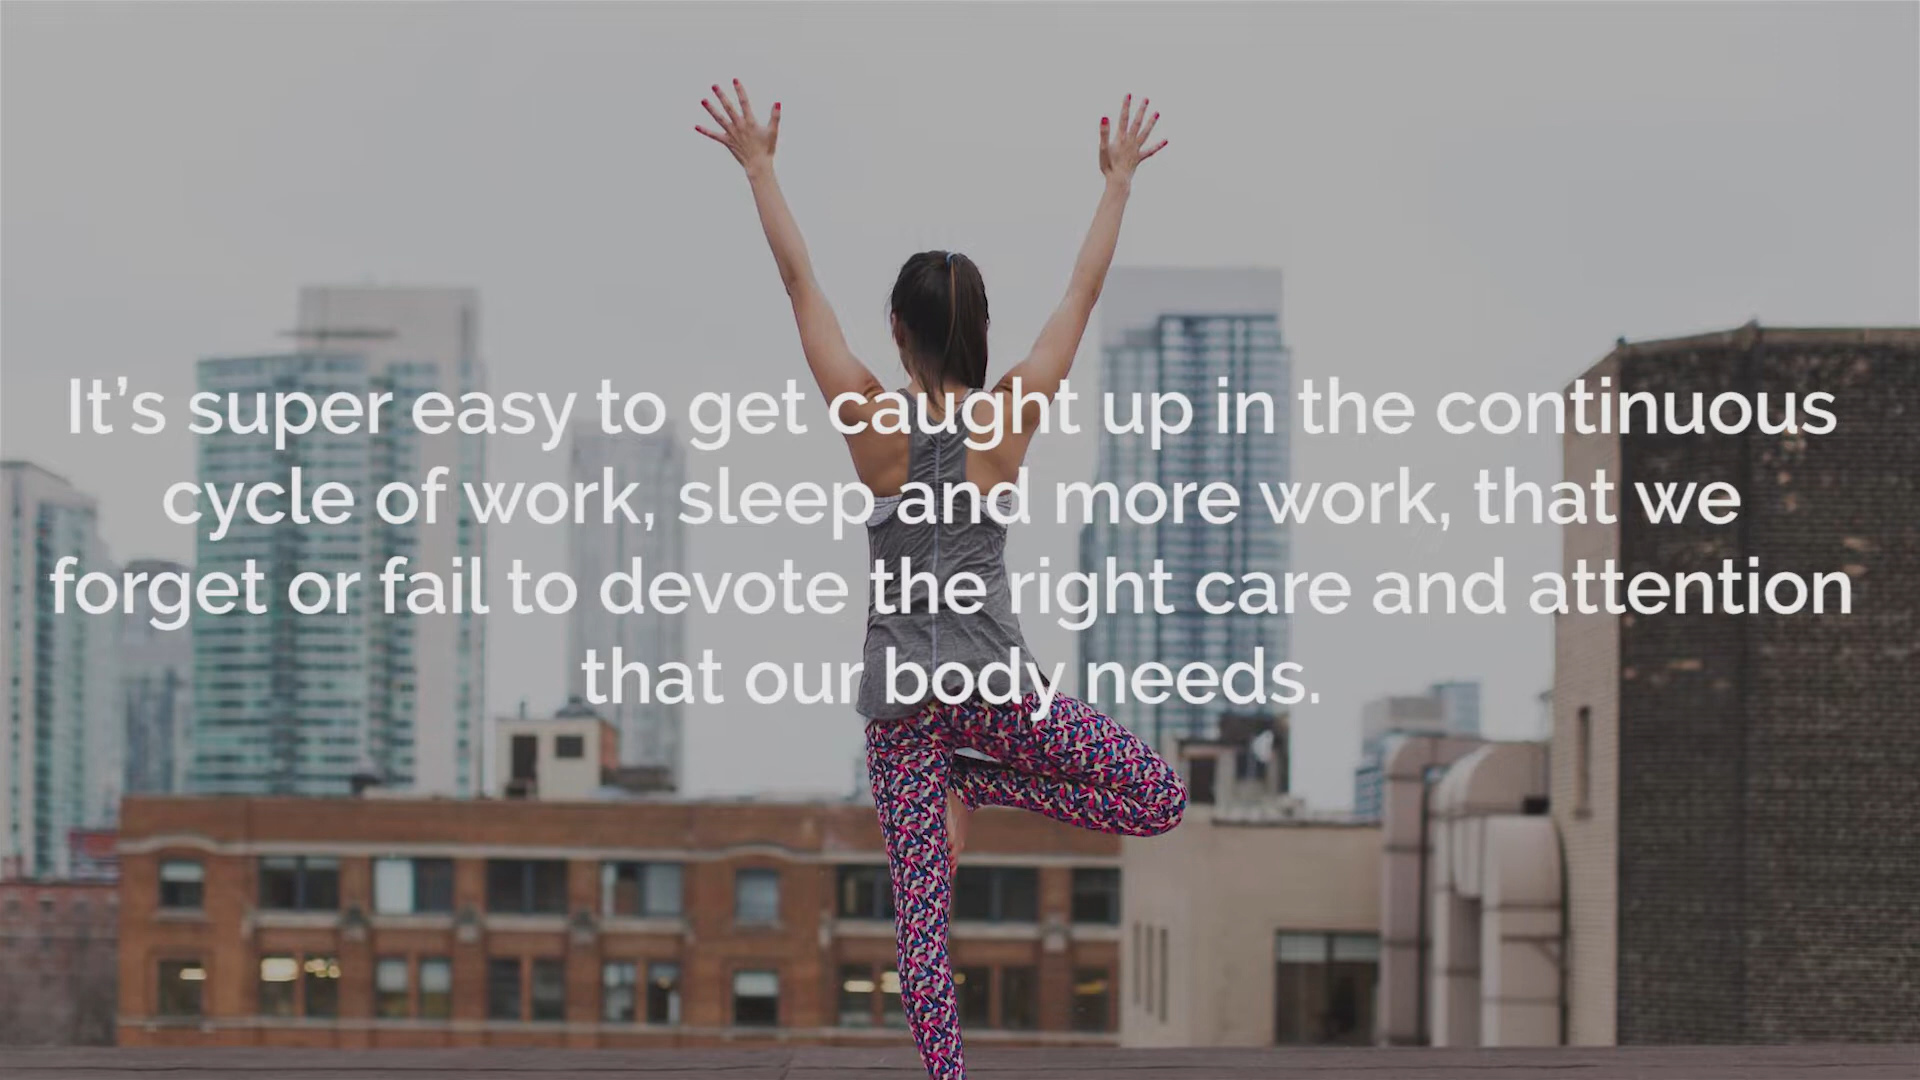 It’s super easy to get caught up in the continuous
cycle of work, sleep and more work, that we
forget or fail to devote the right care and attention
that our body needs.